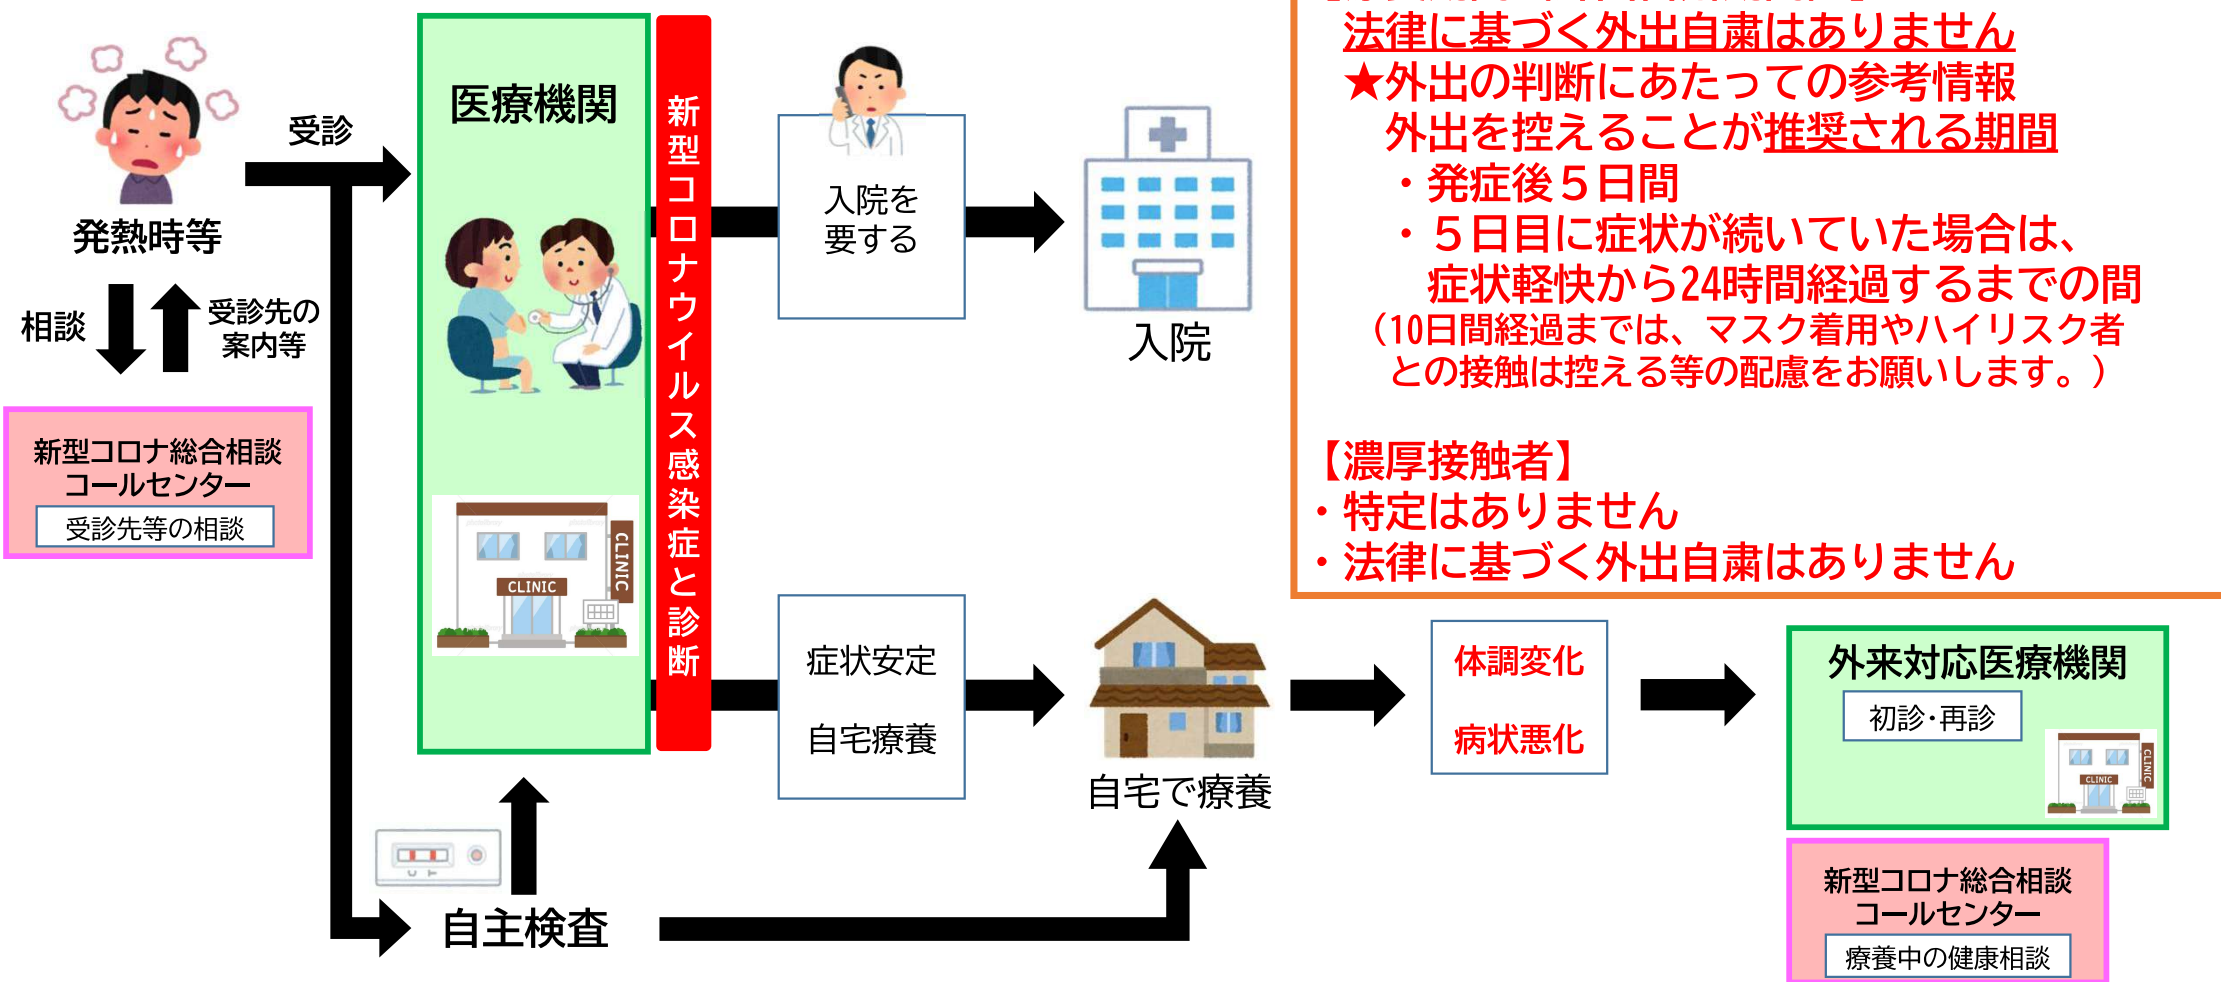 法律に基づく外出自粛はありません
★外出の判断にあたっての参考情報
外出を控えることが推奨される期間
・発症後５日間
・５日目に症状が続いていた場合は、
症状軽快から24時間経過するまでの間
（10日間経過までは、マスク着用やハイリスク者
との接触は控える等の配慮をお願いします。）
【濃厚接触者】
・特定はありません
・法律に基づく外出自粛はありません
発熱時等
受診
相談
受診先の
案内等
新型コロナ総合相談
コールセンター
受診先等の相談
医療機関
CLINIC
CLINIC
新型コロナウイルス感染症と診断
入院を
要する
入院
症状安定
自宅療養
自宅で療養
自主検査
体調変化
病状悪化
外来対応医療機関
初診・再診
CLINIC
CLINIC
新型コロナ総合相談
コールセンター
療養中の健康相談